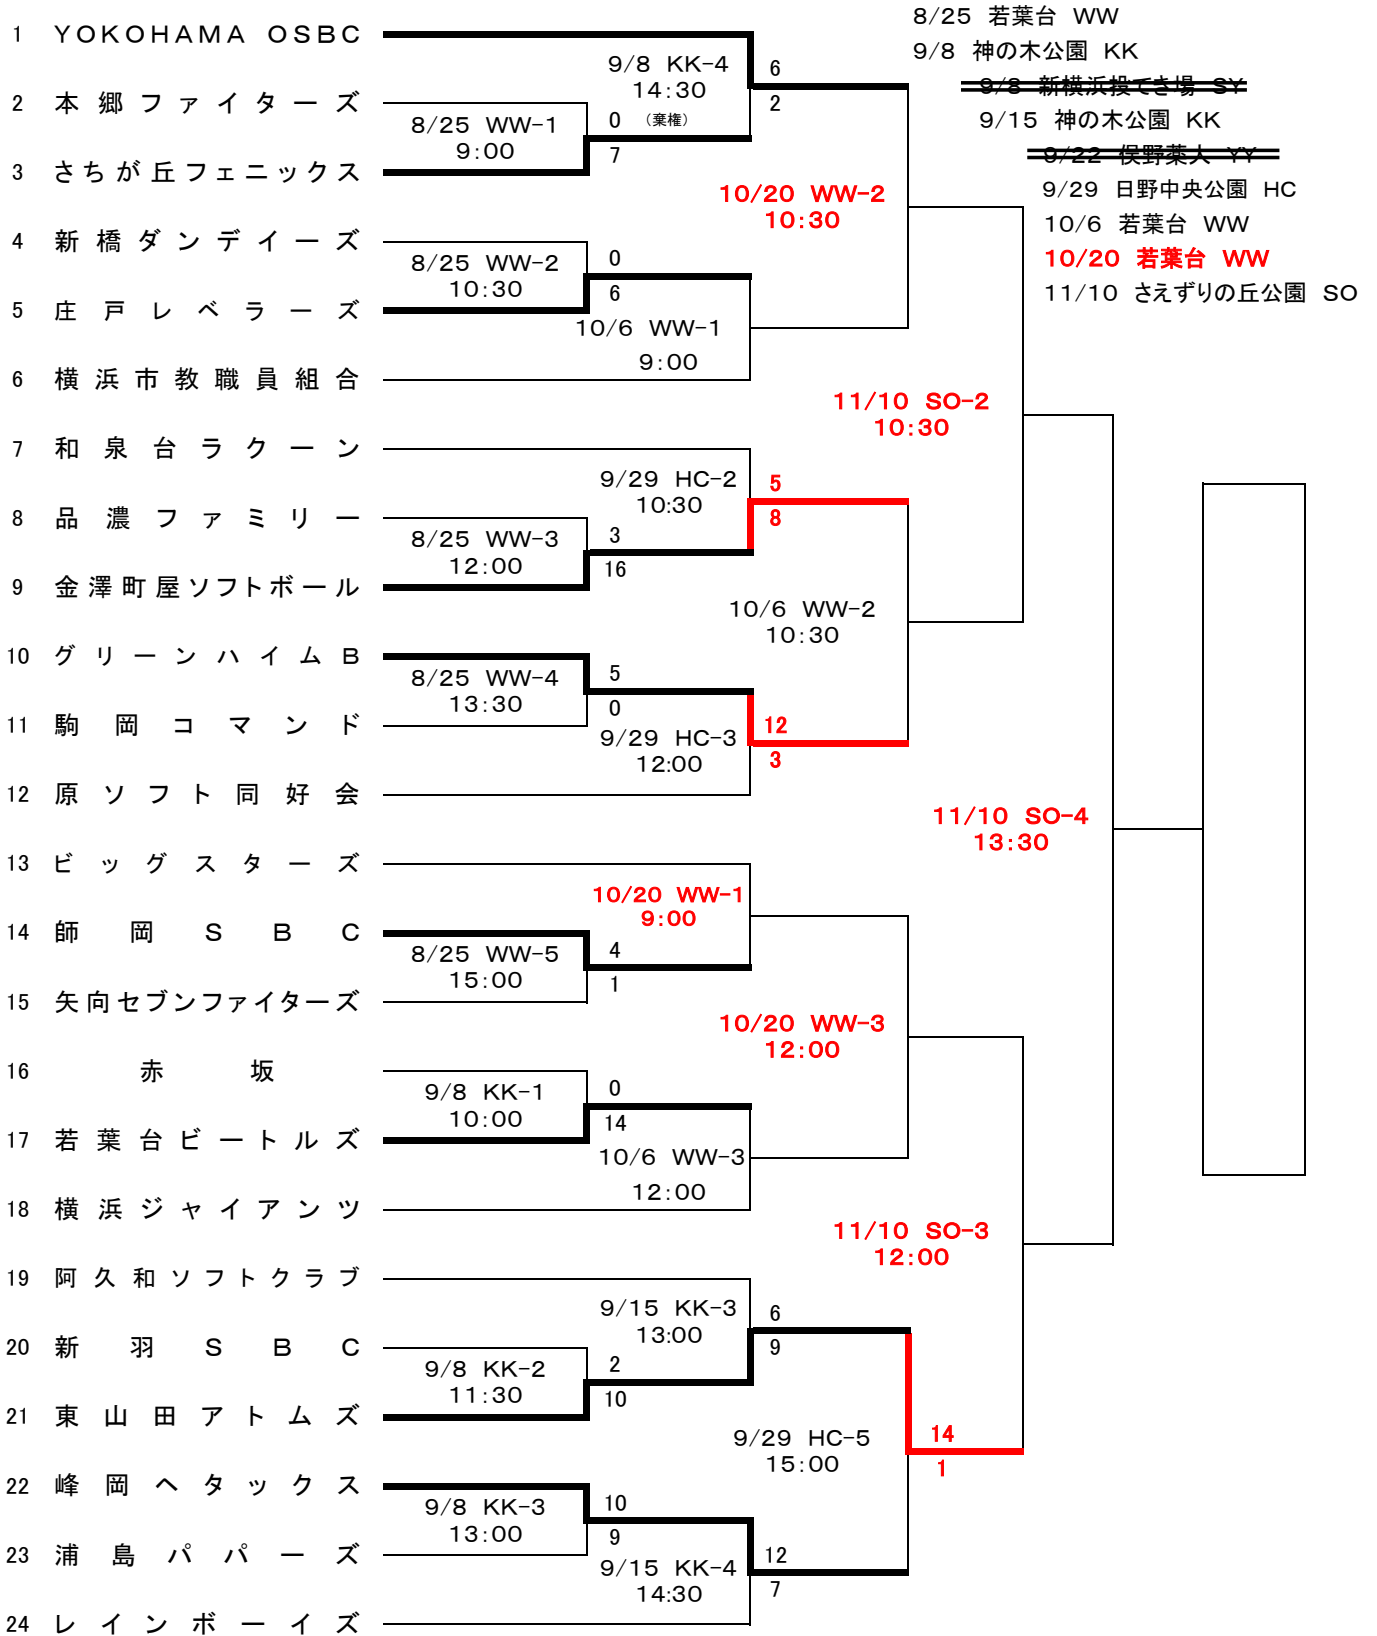 8/25 若葉台 WW
1 YOKOHAMA OSBC
9/8 神の木公園 KK
9/8 KK-4
6
14:30
9/8 新横浜投てき場 SY
2 本郷ファイターズ
2
8/25 WW-1
0 (棄権)
9/15 神の木公園 KK
9:00
7
9/22 俣野薬大 YY
3 さちが丘フェニックス
10/20 WW-2
9/29 日野中央公園 HC
10:30
10/6 若葉台 WW
4 新橋ダンデイーズ
8/25 WW-2
0
10/20 若葉台 WW
10:30
6
11/10 さえずりの丘公園 SO
5 庄戸レベラーズ
10/6 WW-1
9:00
6 横浜市教職員組合
11/10 SO-2
10:30
7 和泉台ラクーン
9/29 HC-2
5
10:30
8
8 品濃ファミリー
8/25 WW-3
3
12:00
16
9 金澤町屋ソフトボール
10/6 WW-2
10:30
10 グリーンハイムB
8/25 WW-4
5
13:30
0
11 駒岡コマンド
12
9/29 HC-3
12:00
3
12 原ソフト同好会
11/10 SO-4
13:30
13 ビッグスターズ
10/20 WW-1
9:00
14 師岡SBC
8/25 WW-5
4
15:00
1
15 矢向セブンファイターズ
10/20 WW-3
12:00
16 赤坂
9/8 KK-1
0
10:00
14
17 若葉台ビートルズ
10/6 WW-3
12:00
18 横浜ジャイアンツ
11/10 SO-3
12:00
19 阿久和ソフトクラブ
9/15 KK-3
6
13:00
9
20 新羽SBC
9/8 KK-2
2
11:30
10
21 東山田アトムズ
9/29 HC-5
14
15:00
1
22 峰岡ヘタックス
9/8 KK-3
10
13:00
9
23 浦島パパーズ
12
9/15 KK-4
14:30
7
24 レインボーイズ